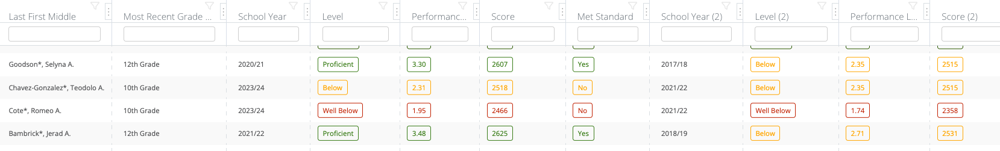 Last First Middle Most Recent Grade ... School Year Level Performanc... Score Met Standard School Year (2) Level (2) Performance L... Score (2)
Goodson*, Selyna A. 12th Grade 2020/21 Proficient 3.30 2607 Yes 2017/18 Below 2.35 2515
Chavez-Gonzalez*, Teodolo A. 10th Grade 2023/24 Below 2.31 2518 No 2021/22 Below 2.35 2515
Cote*, Romeo A. 10th Grade 2023/24 Well Below 1.95 2466 No 2021/22 Well Below 1.74 2358
Bambrick*, Jerad A. 12th Grade 2021/22 Proficient 3.48 2625 Yes 2018/19 Below 2.71 2531